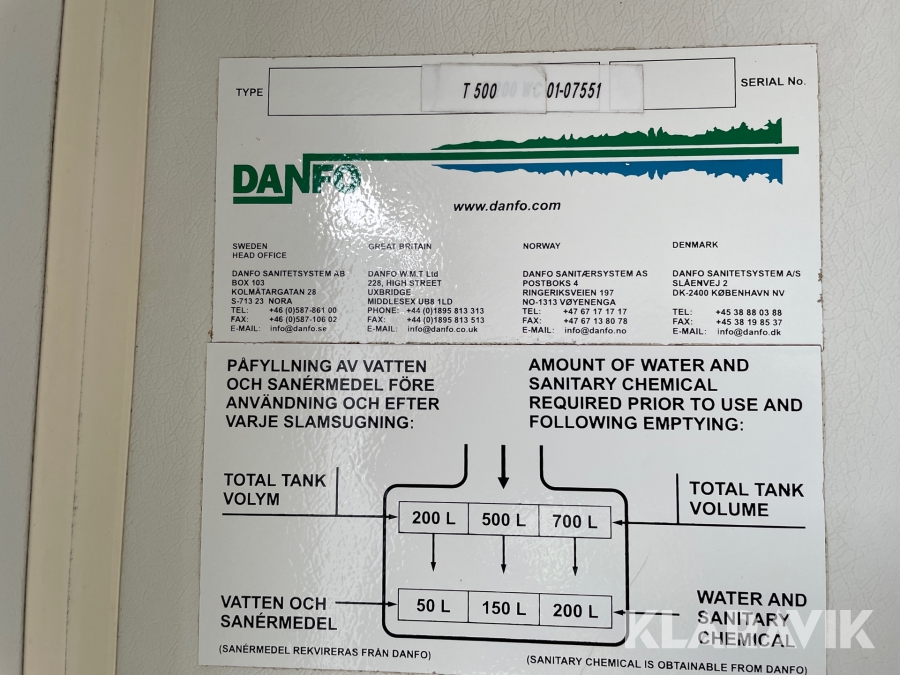 TYPE
T 500
01-07551
SERIAL No.
DANFO
www.danfo.com
SWEDEN
HEAD OFFICE
DANFO SANITETSYSTEM AB
BOX 103
KOLMÄTARGATAN 28
S-713 23 NORA
TEL: +46 (0)587-861 00
FAX: +46 (0)587-106 02
E-MAIL: info@danfo.se
GREAT BRITAIN
DANFO W.M.T Ltd
228, HIGH STREET
UXBRIDGE
MIDDLESEX UB8 1LD
PHONE: +44 (0)1895 813 313
FAX: +44 (0)1895 813 513
E-MAIL: info@danfo.co.uk
NORWAY
DANFO SANITÆRSYSTEM AS
POSTBOKS 4
RINGERIKSVEIEN 197
NO-1313 VØYENENGA
TEL: +47 67 17 17 17
FAX: +47 67 13 80 78
E-MAIL: info@danfo.no
DENMARK
DANFO SANITETSYSTEM A/S
SLÅENVEJ 2
DK-2400 KØBENHAVN NV
TEL: +45 38 88 03 88
FAX: +45 38 19 85 37
E-MAIL: info@danfo.dk
PÅFYLLNING AV VATTEN
OCH SANÉRMEDEL FÖRE
ANVÄNDNING OCH EFTER
VARJE SLAMSUGNING:
AMOUNT OF WATER AND
SANITARY CHEMICAL
REQUIRED PRIOR TO USE AND
FOLLOWING EMPTYING:
TOTAL TANK
VOLYM
200 L 500 L 700 L
TOTAL TANK
VOLUME
VATTEN OCH
SANÉRMEDEL
50 L 150 L 200 L
WATER AND
SANITARY
CHEMICAL
(SANÉRMEDEL REKVIRERAS FRÅN DANFO)
(SANITARY CHEMICAL IS OBTAINABLE FROM DANFO)
KLARAVIK